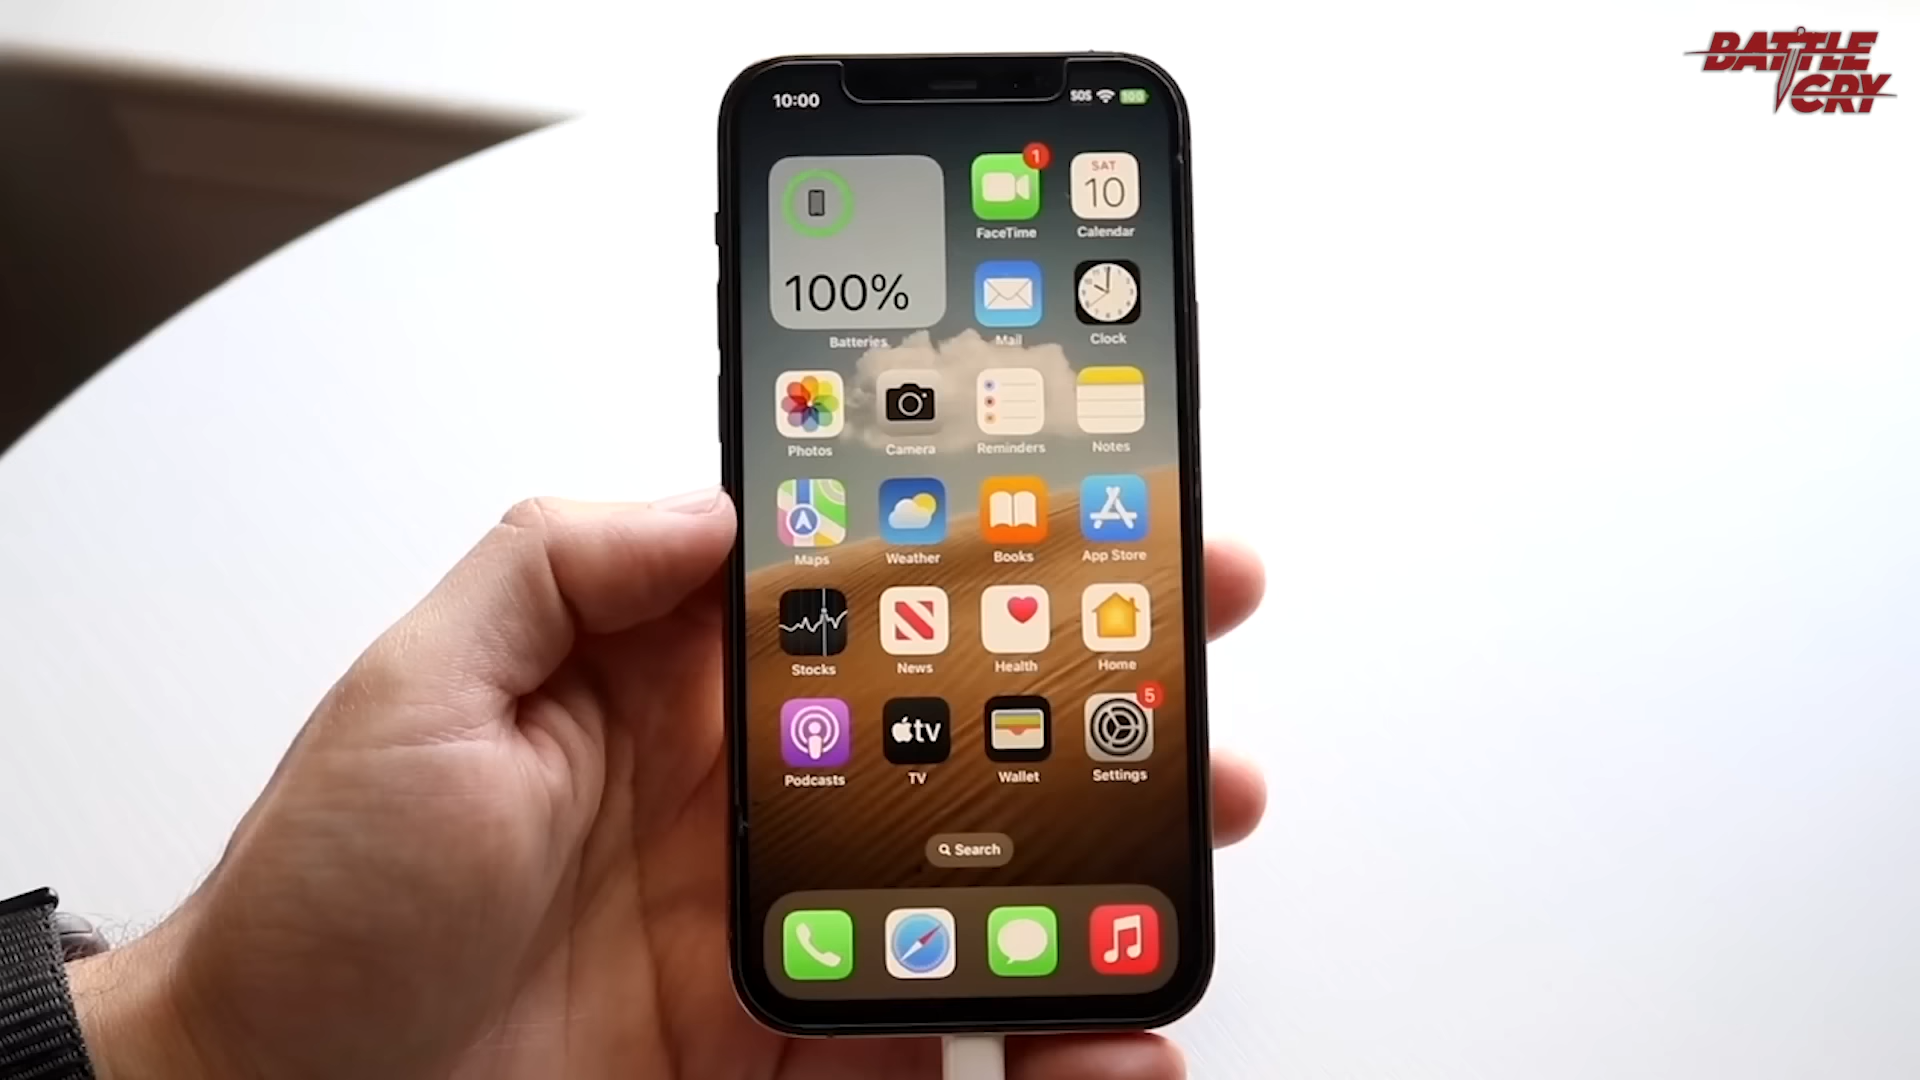 BATTLE
CRY
10:00
SOS
100
1
SAT
10
FaceTime
Calendar
100%
Batteries
Mail
Clock
Photos
Camera
Reminders
Notes
Maps
Weather
Books
App Store
Stocks
News
Health
Home
5
tv
Podcasts
TV
Wallet
Settings
Search